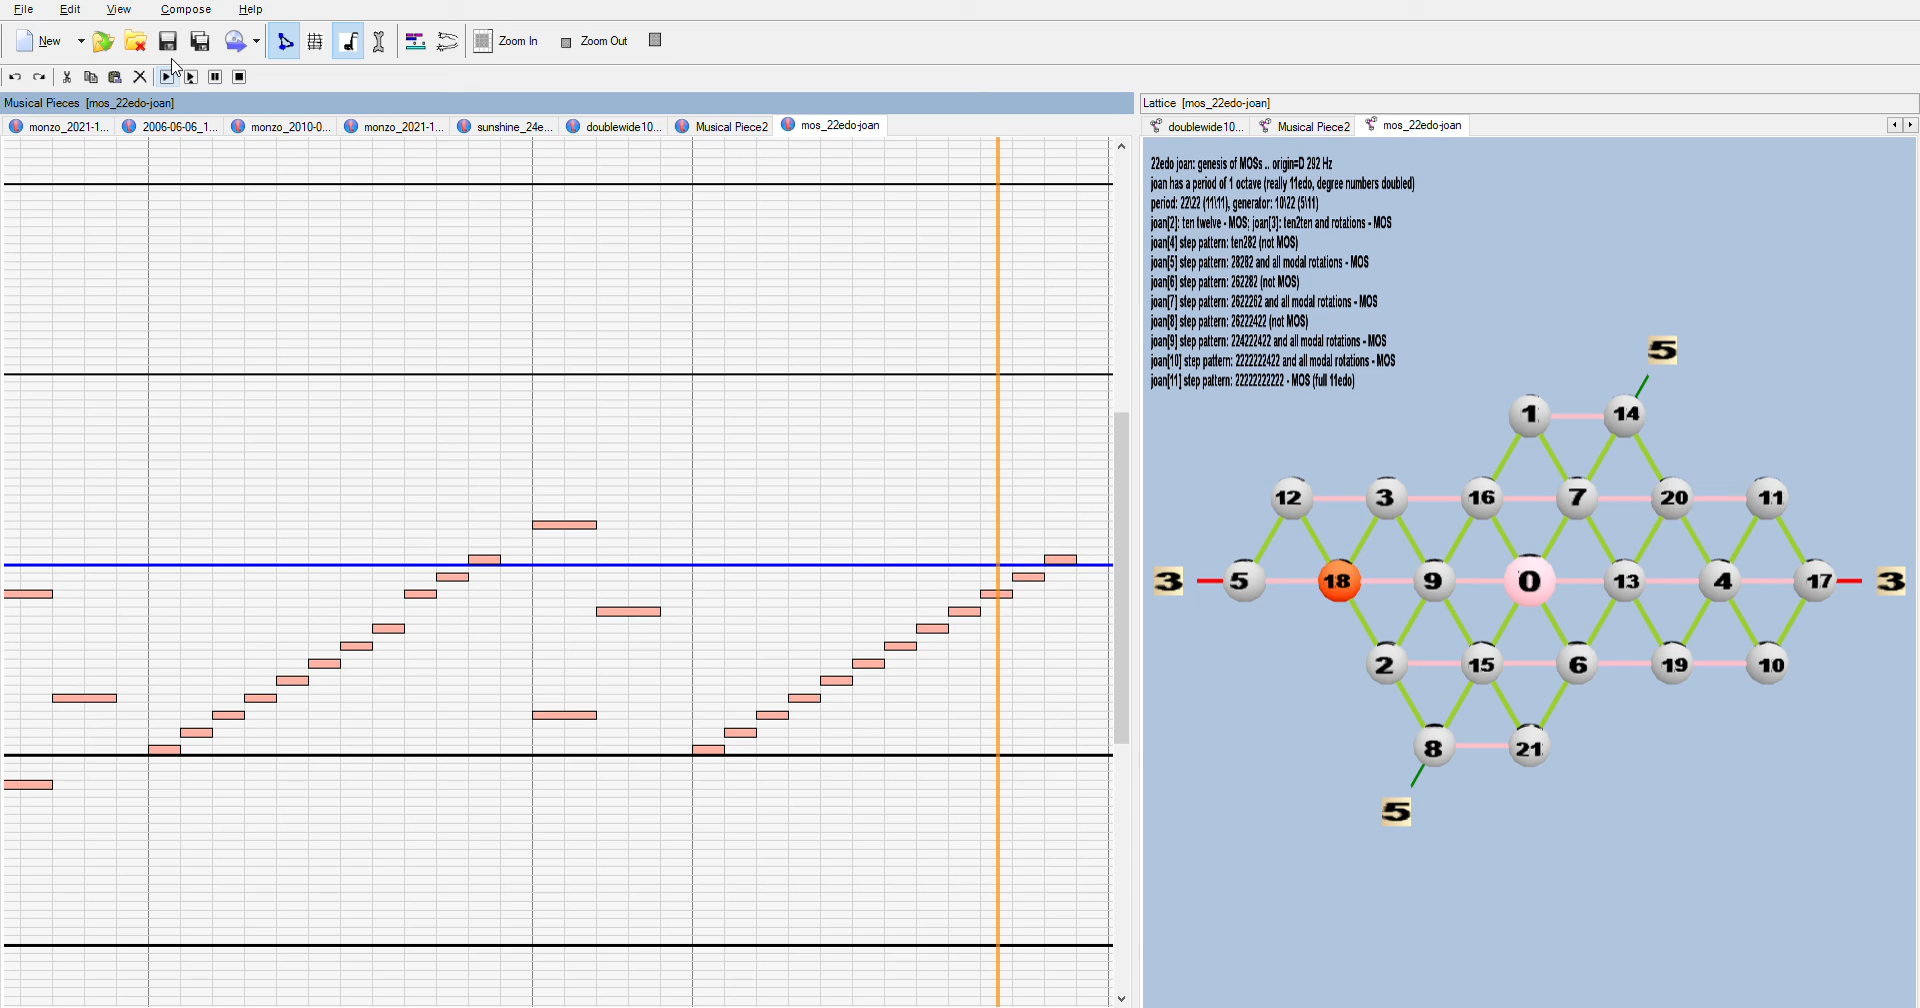 File Edit View Compose Help
New Zoom In Zoom Out
Musical Pieces [mos_22edo-joan]
monzo_2021-1... 2006-06-06_1... monzo_2010-0... monzo_2021-1... sunshine_24e... doublewide10... Musical Piece2 mos_22edo-joan
Lattice [mos_22edo-joan]
doublewide10... Musical Piece2 mos_22edo-joan
22edo joan: genesis of MOSs .. origin=D 292 Hz
joan has a period of 1 octave (really 11edo, degree numbers doubled)
period: 22\22 (11\11), generator: 10\22 (5\11)
joan[2]: ten twelve - MOS; joan[3]: ten2ten and rotations - MOS
joan[4] step pattern: ten282 (not MOS)
joan[5] step pattern: 28282 and all modal rotations - MOS
joan[6] step pattern: 262282 (not MOS)
joan[7] step pattern: 2622262 and all modal rotations - MOS
joan[8] step pattern: 26222422 (not MOS)
joan[9] step pattern: 224222422 and all modal rotations - MOS
joan[10] step pattern: 2222222422 and all modal rotations - MOS
joan[11] step pattern: 22222222222 - MOS (full 11edo)
5
1 14
12 3 16 7 20 11
3 5 18 9 0 13 4 17 3
2 15 6 19 10
8 21
5